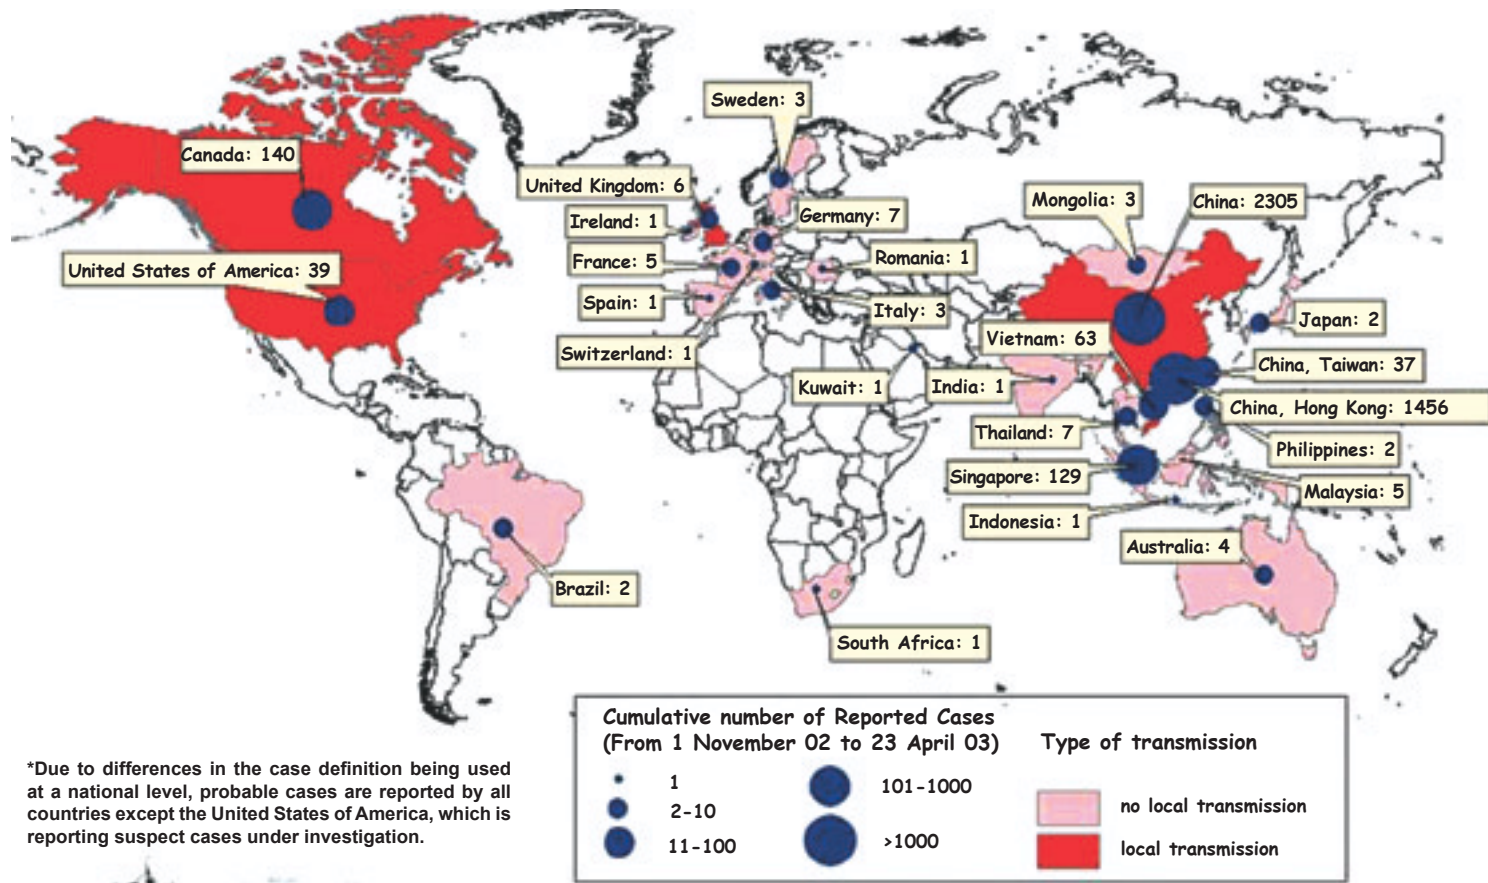 Sweden: 3
Canada: 140
United Kingdom: 6
Mongolia: 3
China: 2305
Ireland: 1
Germany: 7
United States of America: 39
France: 5
Romania: 1
Spain: 1
Italy: 3
Japan: 2
Switzerland: 1
Vietnam: 63
China, Taiwan: 37
Kuwait: 1
India: 1
China, Hong Kong: 1456
Thailand: 7
Philippines: 2
Singapore: 129
Malaysia: 5
Indonesia: 1
Australia: 4
Brazil: 2
South Africa: 1
Cumulative number of Reported Cases
(From 1 November 02 to 23 April 03)
1
2-10
11-100
101-1000
>1000
Type of transmission
no local transmission
local transmission
*Due to differences in the case definition being used
at a national level, probable cases are reported by all
countries except the United States of America, which is
reporting suspect cases under investigation.